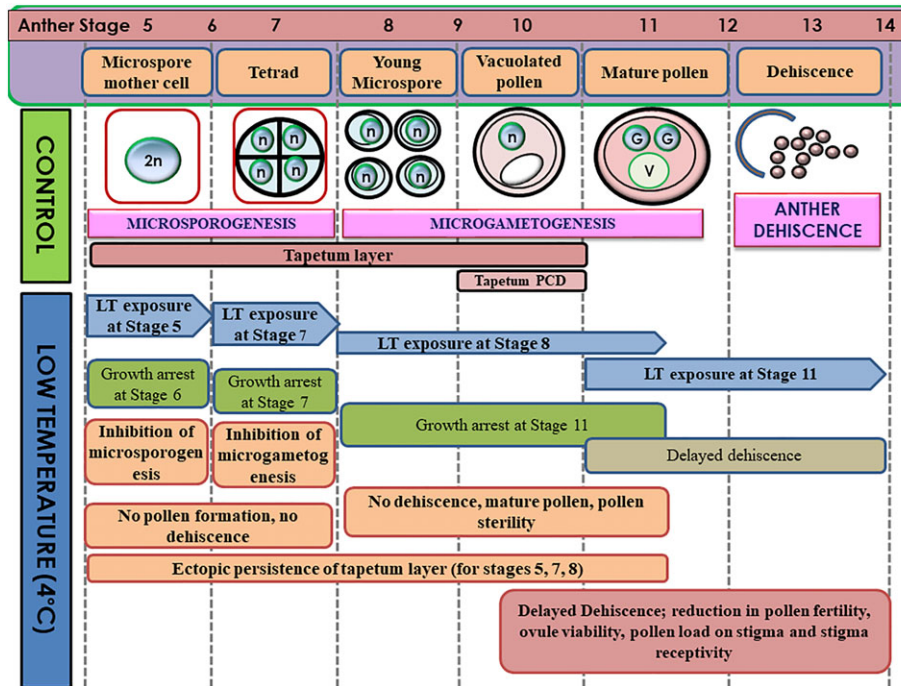 Anther Stage 5 6 7 8 9 10 11 12 13 14
Microspore
mother cell
Tetrad
Young
Microspore
Vacuolated
pollen
Mature pollen
Dehiscence
CONTROL
2n
n n
n n
n n
n n
n
G G
V
MICROSPOROGENESIS
MICROGAMETOGENESIS
ANTHER
DEHISCENCE
Tapetum layer
Tapetum PCD
LOW TEMPERATURE (4°C)
LT exposure
at Stage 5
LT exposure
at Stage 7
LT exposure at Stage 8
LT exposure at Stage 11
Growth arrest
at Stage 6
Growth arrest
at Stage 7
Growth arrest at Stage 11
Delayed dehiscence
Inhibition of
microsporogen
esis
Inhibition of
microgametog
enesis
No pollen formation, no
dehiscence
No dehiscence, mature pollen, pollen
sterility
Ectopic persistence of tapetum layer (for stages 5, 7, 8)
Delayed Dehiscence; reduction in pollen fertility,
ovule viability, pollen load on stigma and stigma
receptivity